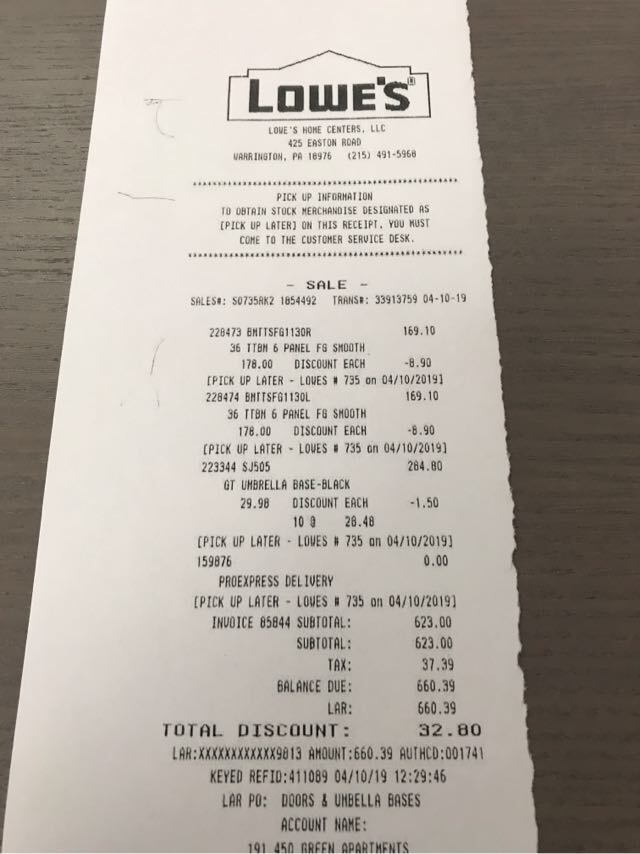 LOWE'S®
LOWE'S HOME CENTERS, LLC
425 EASTON ROAD
WARRINGTON, PA 18976 (215) 491-5968
PICK UP INFORMATION
TO OBTAIN STOCK MERCHANDISE DESIGNATED AS
[PICK UP LATER] ON THIS RECEIPT, YOU MUST
COME TO THE CUSTOMER SERVICE DESK.
- SALE -
SALES#: S0735RK2 1854492 TRANS#: 33913759 04-10-19
228473 BMTTSFG1130R 169.10
36 TTBM 6 PANEL FG SMOOTH
178.00 DISCOUNT EACH -8.90
[PICK UP LATER - LOWES # 735 on 04/10/2019]
228474 BMTTSFG1130L 169.10
36 TTBM 6 PANEL FG SMOOTH
178.00 DISCOUNT EACH -8.90
[PICK UP LATER - LOWES # 735 on 04/10/2019]
223344 SJ505 284.80
GT UMBRELLA BASE-BLACK
29.98 DISCOUNT EACH -1.50
10 @ 28.48
[PICK UP LATER - LOWES # 735 on 04/10/2019]
159876 0.00
PROEXPRESS DELIVERY
[PICK UP LATER - LOWES # 735 on 04/10/2019]
INVOICE 85844 SUBTOTAL: 623.00
SUBTOTAL: 623.00
TAX: 37.39
BALANCE DUE: 660.39
LAR: 660.39
TOTAL DISCOUNT: 32.80
LAR:XXXXXXXXXXXX9813 AMOUNT:660.39 AUTHCD:001741
KEYED REFID:411089 04/10/19 12:29:46
LAR PO: DOORS & UMBELLA BASES
ACCOUNT NAME:
191 450 GREEN APARTMENTS